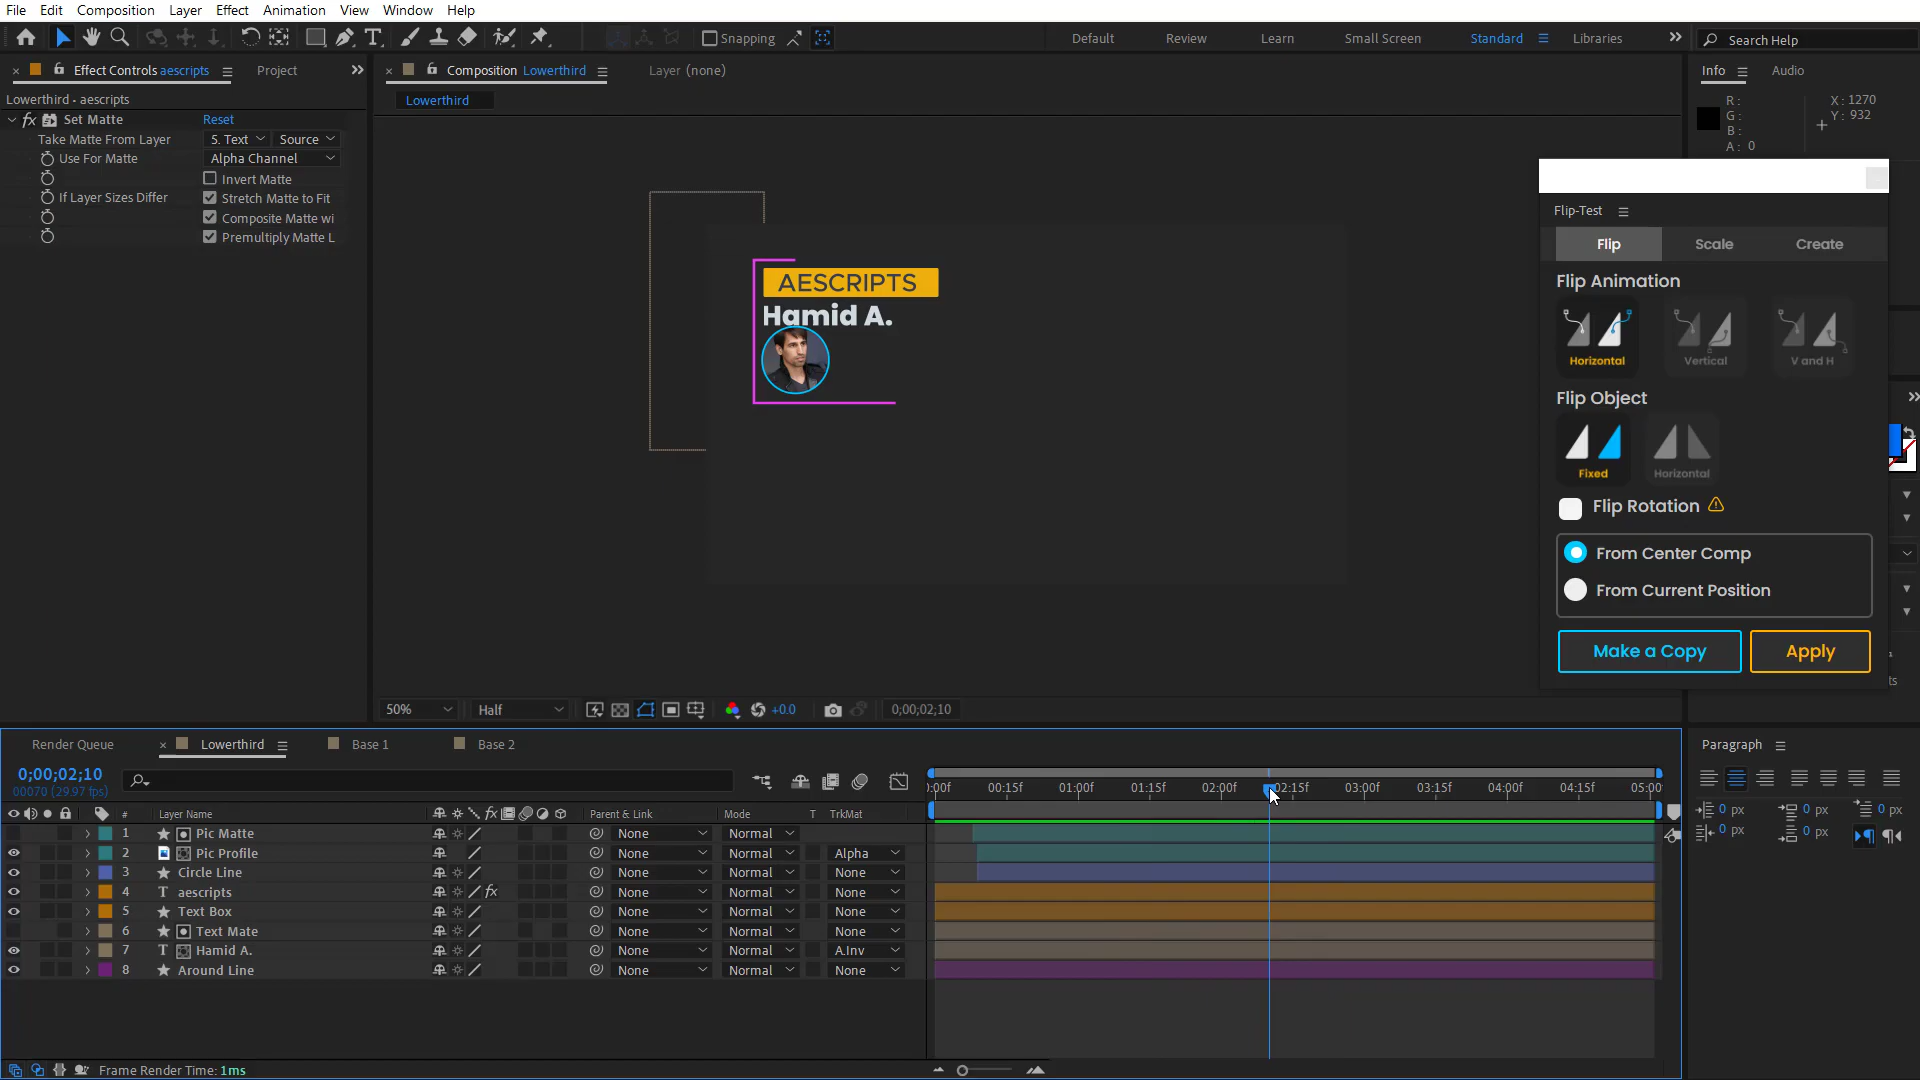 File Edit Composition Layer Effect Animation View Window Help
Snapping Default Review Learn Small Screen Standard Libraries Search Help
Effect Controls aescripts Project
Composition Lowerthird Layer (none)
Info Audio
Lowerthird • aescripts
Lowerthird
fx Set Matte Reset
Take Matte From Layer 5. Text Source
Use For Matte Alpha Channel
Invert Matte
If Layer Sizes Differ Stretch Matte to Fit
Composite Matte wi
Premultiply Matte L
R :
G :
B :
A : 0
X : 1270
Y : 932
AESCRIPTS
Hamid A.
Flip-Test
Flip Scale Create
Flip Animation
Horizontal Vertical V and H
Flip Object
Fixed Horizontal
Flip Rotation
From Center Comp
From Current Position
Make a Copy Apply
50% Half +0.0 0;00;02;10
Render Queue Lowerthird Base 1 Base 2
0;00;02;10
00070 (29.97 fps)
:00f 00:15f 01:00f 01:15f 02:00f 02:15f 03:00f 03:15f 04:00f 04:15f 05:00
# Layer Name fx Parent & Link Mode T TrkMat
1 Pic Matte None Normal
2 Pic Profile None Normal Alpha
3 Circle Line None Normal None
4 T aescripts fx None Normal None
5 Text Box None Normal None
6 Text Mate None Normal None
7 T Hamid A. None Normal A.Inv
8 Around Line None Normal None
Frame Render Time: 1ms
Paragraph
0 px 0 px 0 px
0 px 0 px